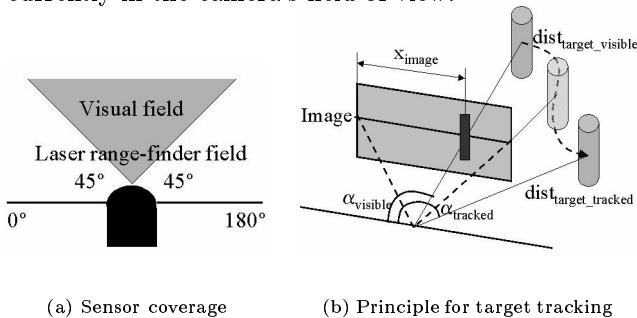 currently in the camera's field of view.
Visual field
Laser range-finder field
45° 45°
0° 180°
x_image
dist_target_visible
Image
α_visible
α_tracked
dist_target_tracked
(a) Sensor coverage
(b) Principle for target tracking